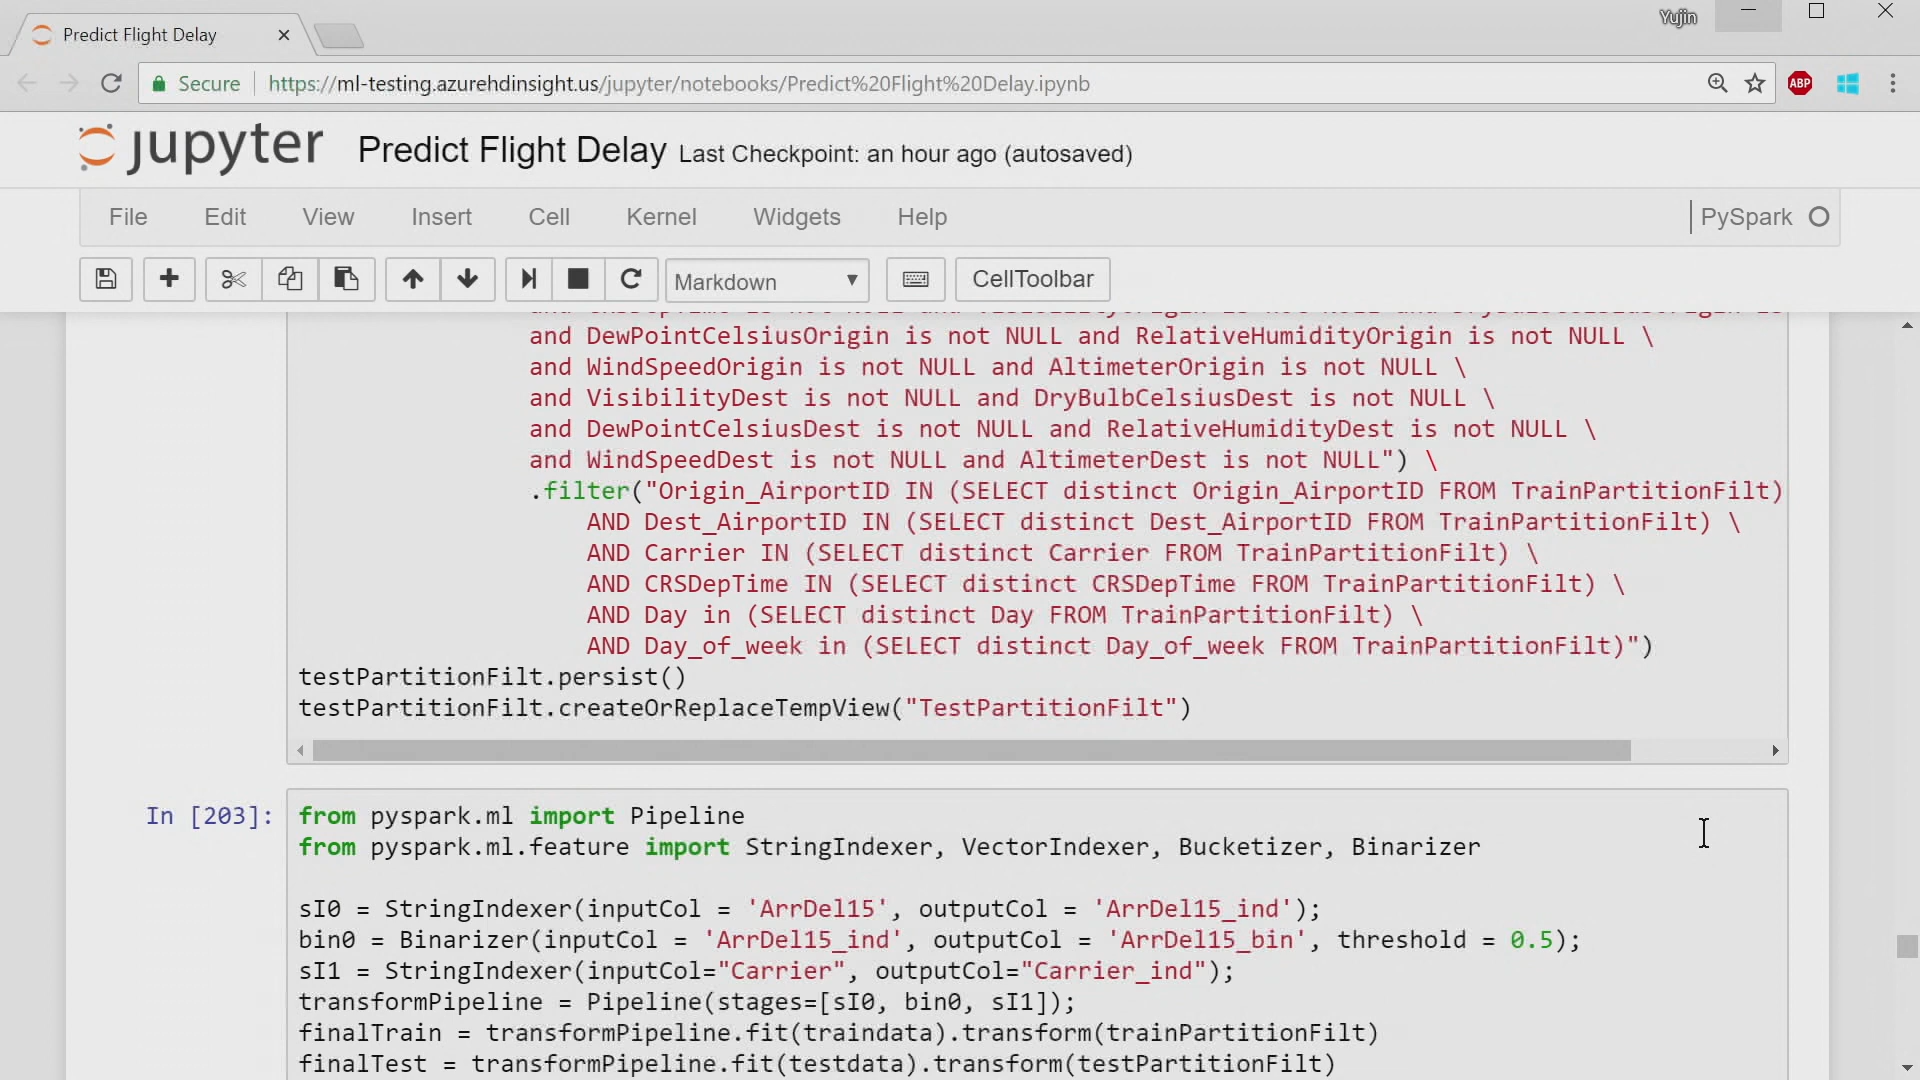 Predict Flight Delay
Yujin
Secure
https://ml-testing.azurehdinsight.us/jupyter/notebooks/Predict%20Flight%20Delay.ipynb
ABP
jupyter Predict Flight Delay Last Checkpoint: an hour ago (autosaved)
File Edit View Insert Cell Kernel Widgets Help PySpark
Markdown CellToolbar
and DewPointCelsiusOrigin is not NULL and RelativeHumidityOrigin is not NULL \
and WindSpeedOrigin is not NULL and AltimeterOrigin is not NULL \
and VisibilityDest is not NULL and DryBulbCelsiusDest is not NULL \
and DewPointCelsiusDest is not NULL and RelativeHumidityDest is not NULL \
and WindSpeedDest is not NULL and AltimeterDest is not NULL") \
.filter("Origin_AirportID IN (SELECT distinct Origin_AirportID FROM TrainPartitionFilt)
AND Dest_AirportID IN (SELECT distinct Dest_AirportID FROM TrainPartitionFilt) \
AND Carrier IN (SELECT distinct Carrier FROM TrainPartitionFilt) \
AND CRSDepTime IN (SELECT distinct CRSDepTime FROM TrainPartitionFilt) \
AND Day in (SELECT distinct Day FROM TrainPartitionFilt) \
AND Day_of_week in (SELECT distinct Day_of_week FROM TrainPartitionFilt)")
testPartitionFilt.persist()
testPartitionFilt.createOrReplaceTempView("TestPartitionFilt")
In [203]: from pyspark.ml import Pipeline
from pyspark.ml.feature import StringIndexer, VectorIndexer, Bucketizer, Binarizer
sI0 = StringIndexer(inputCol = 'ArrDel15', outputCol = 'ArrDel15_ind');
bin0 = Binarizer(inputCol = 'ArrDel15_ind', outputCol = 'ArrDel15_bin', threshold = 0.5);
sI1 = StringIndexer(inputCol="Carrier", outputCol="Carrier_ind");
transformPipeline = Pipeline(stages=[sI0, bin0, sI1]);
finalTrain = transformPipeline.fit(traindata).transform(trainPartitionFilt)
finalTest = transformPipeline.fit(testdata).transform(testPartitionFilt)